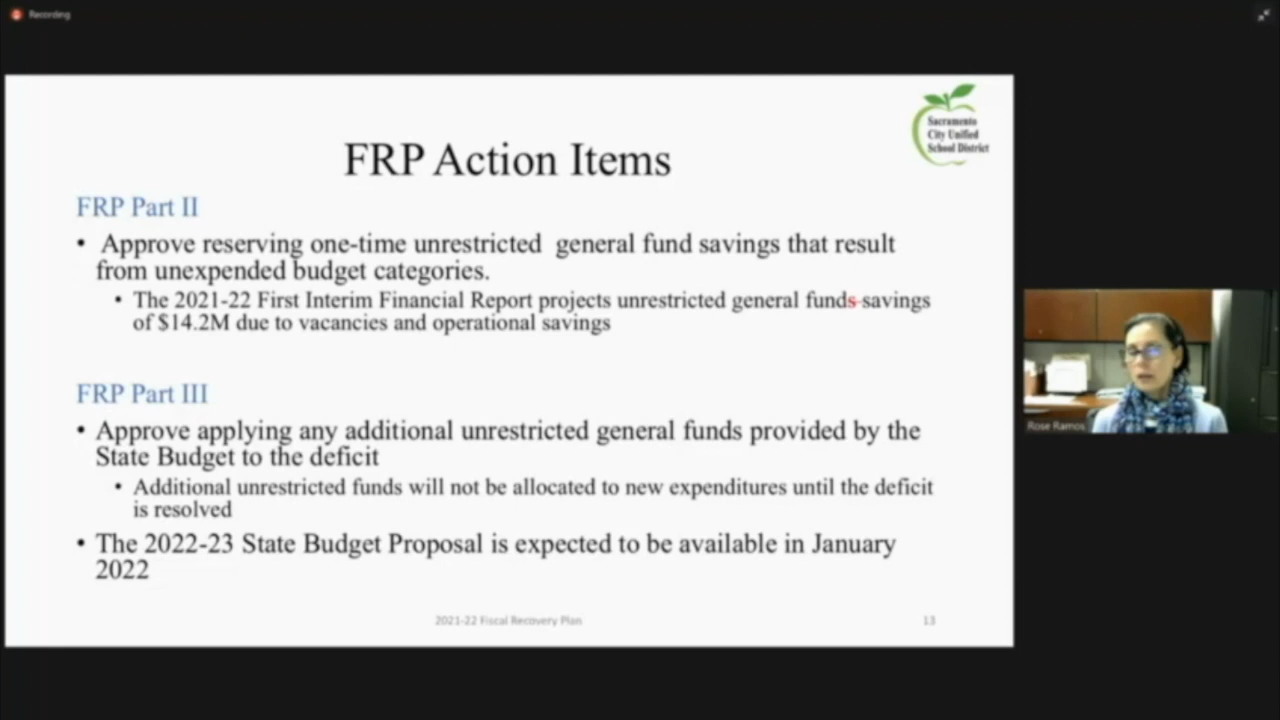 Recording
Sacramento
City Unified
School District
FRP Action Items
FRP Part II
• Approve reserving one-time unrestricted general fund savings that result
from unexpended budget categories.
• The 2021-22 First Interim Financial Report projects unrestricted general funds savings
of $14.2M due to vacancies and operational savings
FRP Part III
• Approve applying any additional unrestricted general funds provided by the
State Budget to the deficit
• Additional unrestricted funds will not be allocated to new expenditures until the deficit
is resolved
• The 2022-23 State Budget Proposal is expected to be available in January
2022
2021-22 Fiscal Recovery Plan
13
Rose Ramos